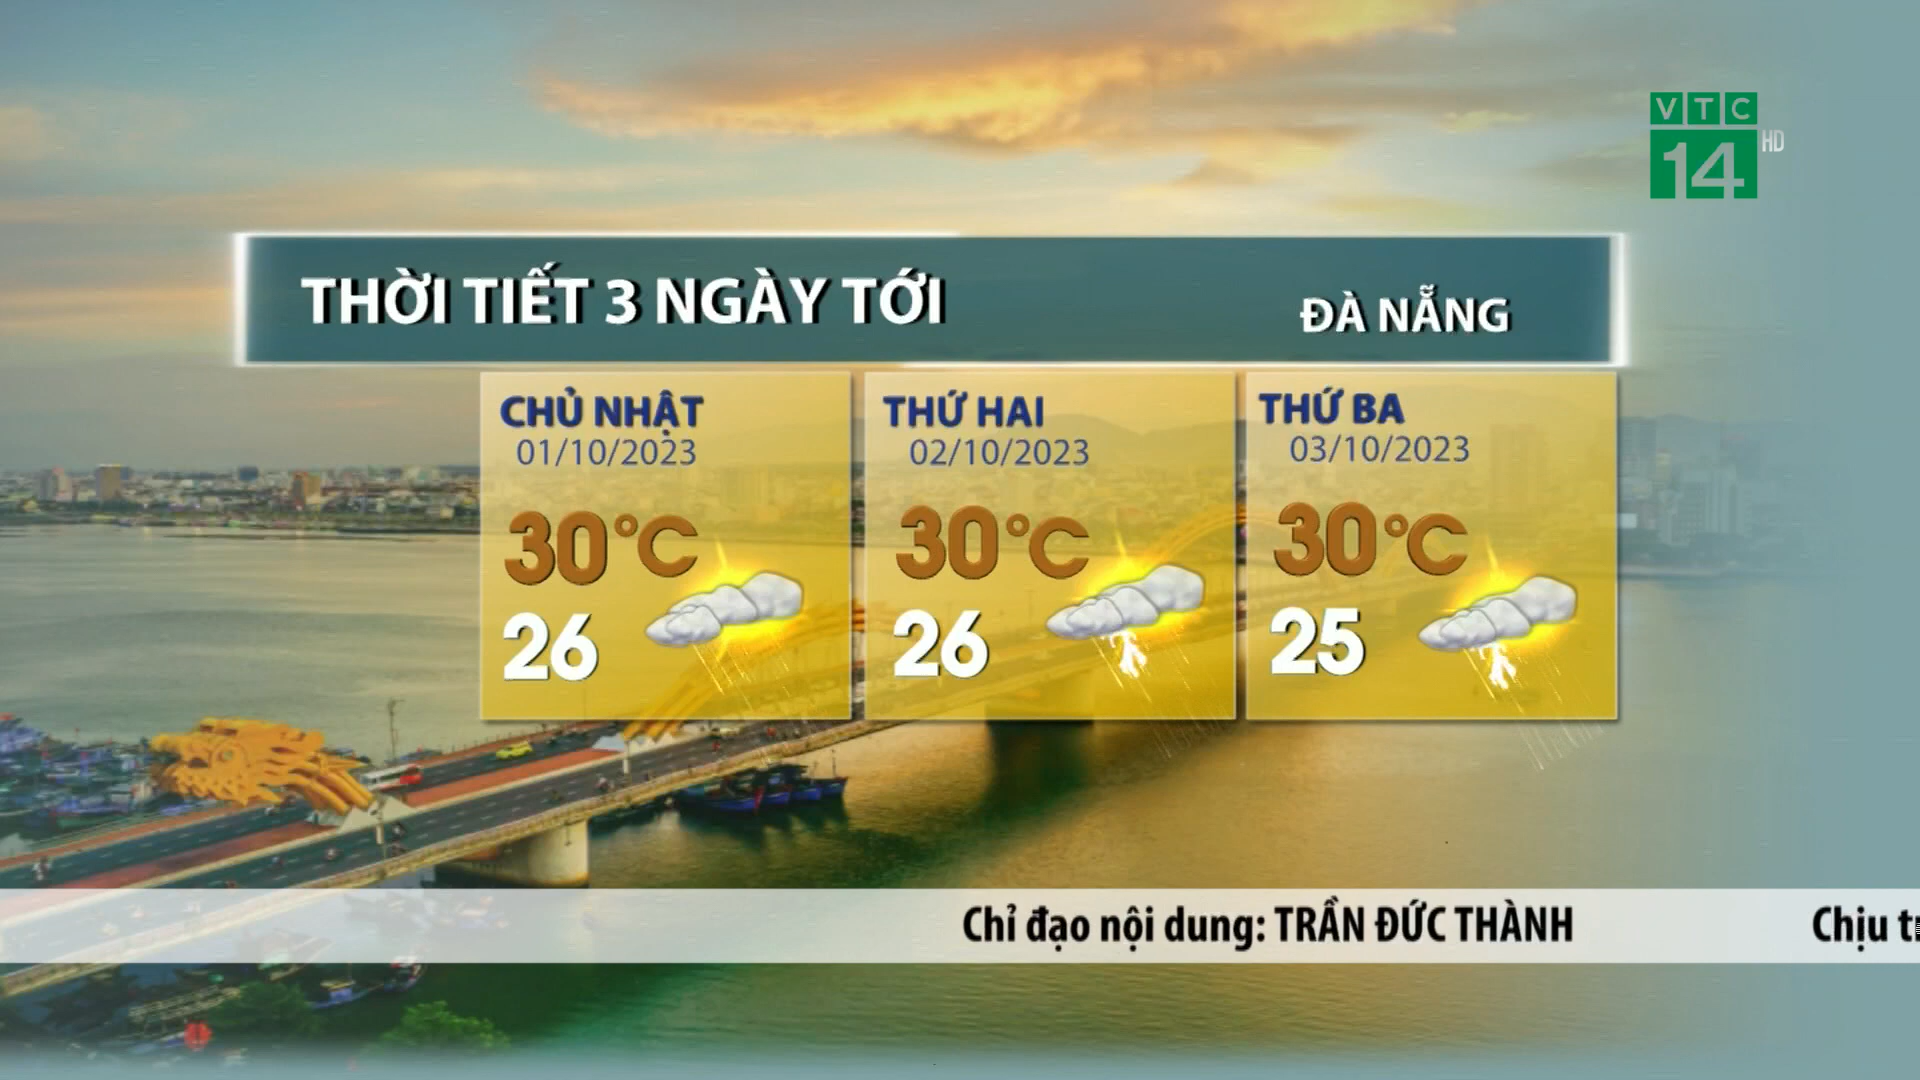 VTC
14 HD
THỜI TIẾT 3 NGÀY TỚI
ĐÀ NẴNG
CHỦ NHẬT
01/10/2023
30°C
26
THỨ HAI
02/10/2023
30°C
26
THỨ BA
03/10/2023
30°C
25
Chỉ đạo nội dung: TRẦN ĐỨC THÀNH
Chịu